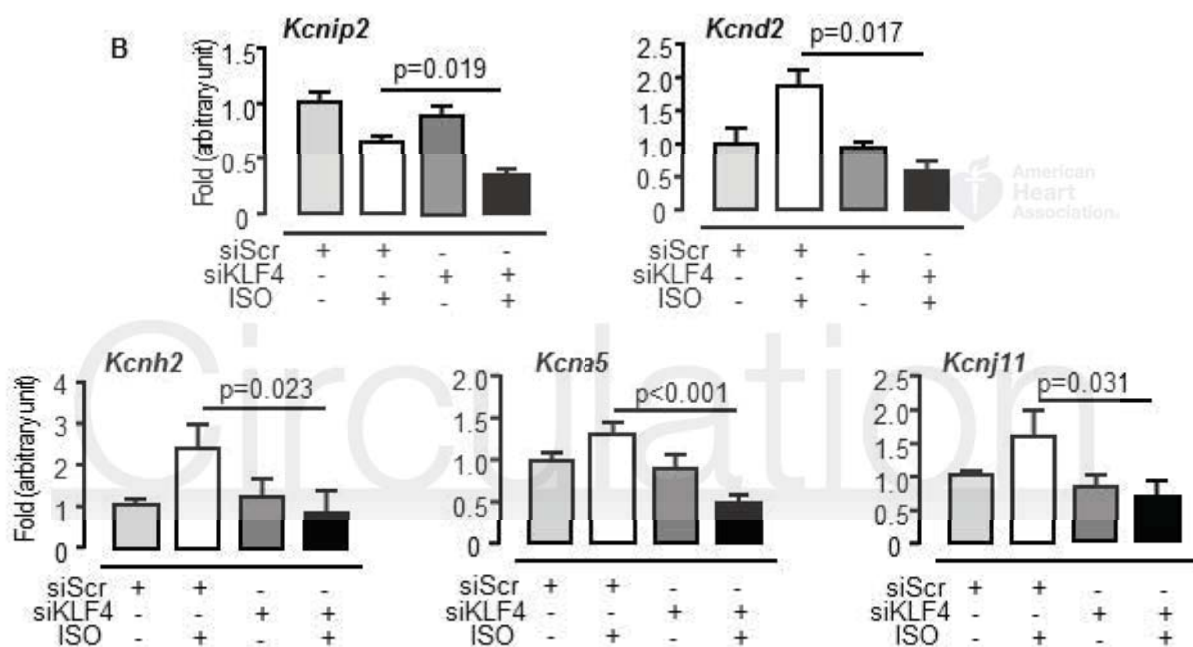 B
Kcnip2
Fold (arbitrary unit)
1.5
1.0
0.5
0
p=0.019
siScr + + - -
siKLF4 - - + +
ISO - + - +
Kcnd2
2.5
2.0
1.5
1.0
0.5
0
p=0.017
siScr + + - -
siKLF4 - - + +
ISO - + - +
American
Heart
Association.
Circulation
Kcnh2
Fold (arbitrary unit)
4
3
2
1
0
p=0.023
siScr + + - -
siKLF4 - - + +
ISO - + - +
Kcna5
2.0
1.5
1.0
0.5
0
p<0.001
siScr + + - -
siKLF4 - - + +
ISO - + - +
Kcnj11
2.5
2.0
1.5
1.0
0.5
0
p=0.031
siScr + + - -
siKLF4 - - + +
ISO - + - +